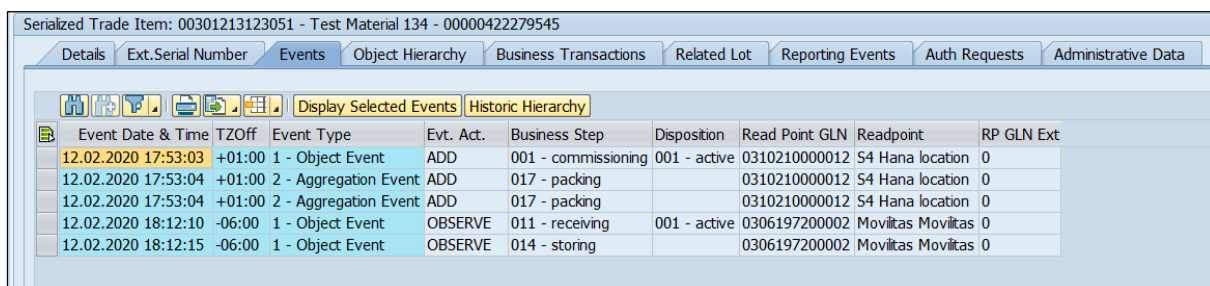 Serialized Trade Item: 00301213123051 - Test Material 134 - 00000422279545
Details Ext.Serial Number Events Object Hierarchy Business Transactions Related Lot Reporting Events Auth Requests Administrative Data
Display Selected Events Historic Hierarchy
Event Date & Time TZOff Event Type Evt. Act. Business Step Disposition Read Point GLN Readpoint RP GLN Ext
12.02.2020 17:53:03 +01:00 1 - Object Event ADD 001 - commissioning 001 - active 0310210000012 S4 Hana location 0
12.02.2020 17:53:04 +01:00 2 - Aggregation Event ADD 017 - packing 0310210000012 S4 Hana location 0
12.02.2020 17:53:04 +01:00 2 - Aggregation Event ADD 017 - packing 0310210000012 S4 Hana location 0
12.02.2020 18:12:10 -06:00 1 - Object Event OBSERVE 011 - receiving 001 - active 0306197200002 Movilitas Movilitas 0
12.02.2020 18:12:15 -06:00 1 - Object Event OBSERVE 014 - storing 0306197200002 Movilitas Movilitas 0